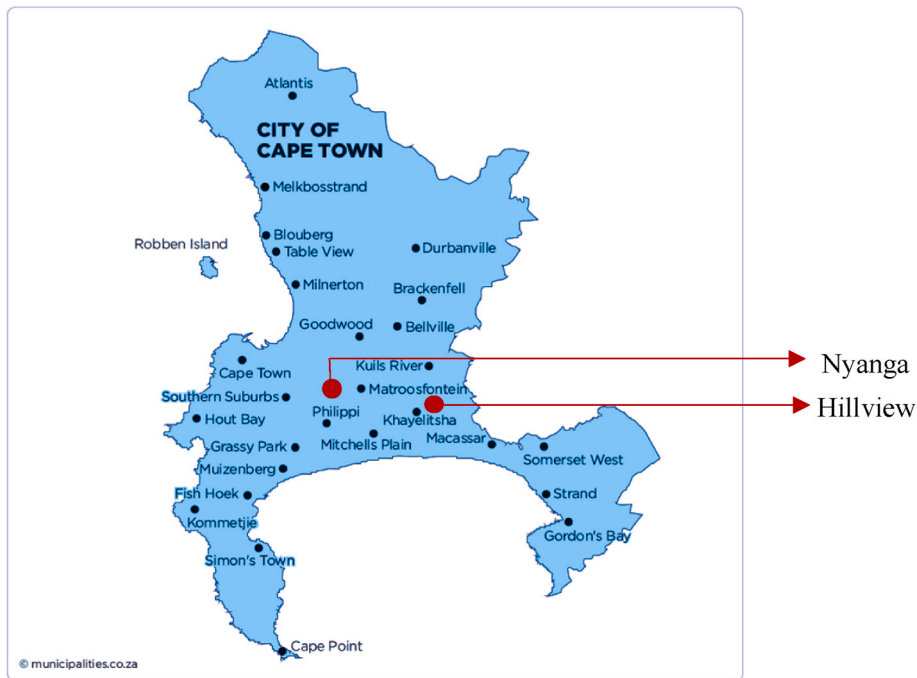 Atlantis
CITY OF
CAPE TOWN
Melkbosstrand
Blouberg
Robben Island
Table View
Durbanville
Milnerton
Brackenfell
Goodwood
Bellville
Kuils River
Nyanga
Cape Town
Matroosfontein
Southern Suburbs
Hillview
Philippi
Hout Bay
Khayelitsha
Grassy Park
Mitchells Plain
Macassar
Somerset West
Muizenberg
Fish Hoek
Strand
Kommetjie
Gordon's Bay
Simon's Town
Cape Point
© municipalities.co.za